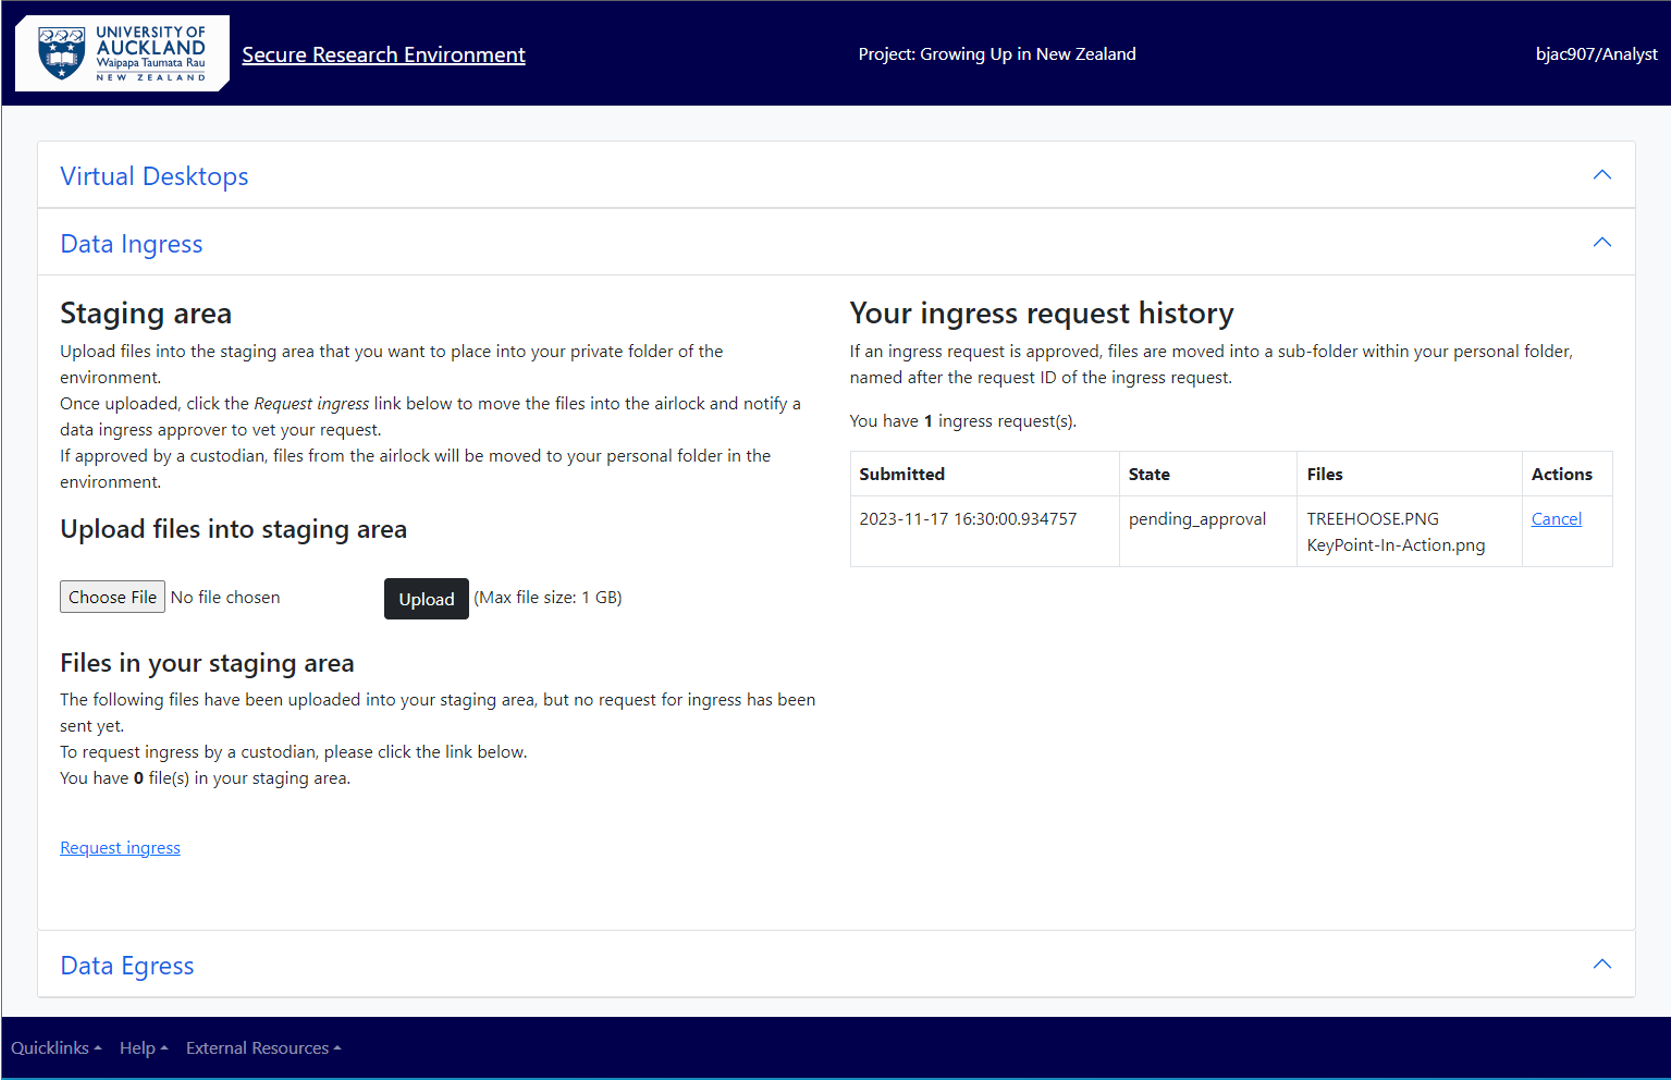 UNIVERSITY OF
AUCKLAND
Waipapa Taumata Rau
NEW ZEALAND
Secure Research Environment
Project: Growing Up in New Zealand
bjac907/Analyst
Virtual Desktops
Data Ingress
Staging area
Upload files into the staging area that you want to place into your private folder of the
environment.
Once uploaded, click the Request ingress link below to move the files into the airlock and notify a
data ingress approver to vet your request.
If approved by a custodian, files from the airlock will be moved to your personal folder in the
environment.
Upload files into staging area
Choose File No file chosen Upload (Max file size: 1 GB)
Files in your staging area
The following files have been uploaded into your staging area, but no request for ingress has been
sent yet.
To request ingress by a custodian, please click the link below.
You have 0 file(s) in your staging area.
Request ingress
Your ingress request history
If an ingress request is approved, files are moved into a sub-folder within your personal folder,
named after the request ID of the ingress request.
You have 1 ingress request(s).
Submitted State Files Actions
2023-11-17 16:30:00.934757 pending_approval TREEHOOSE.PNG Cancel
KeyPoint-In-Action.png
Data Egress
Quicklinks Help External Resources